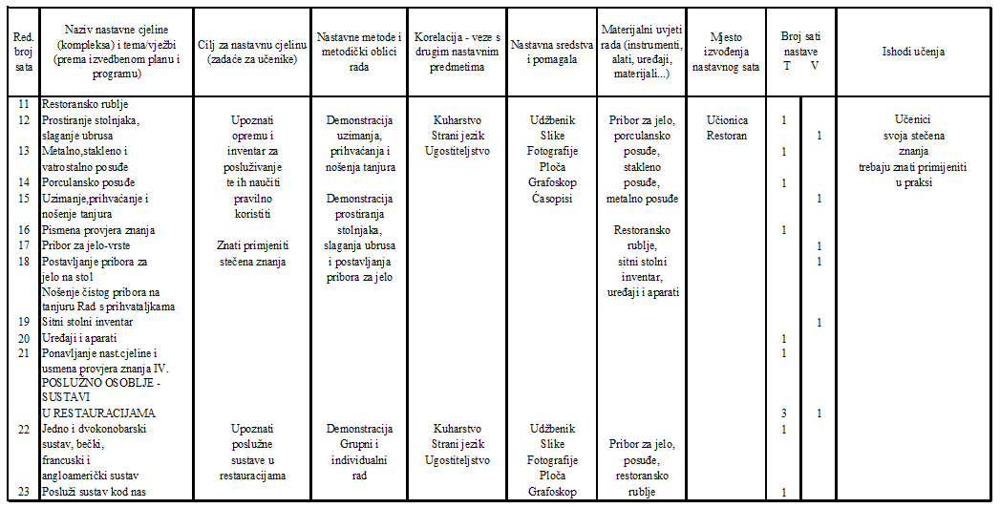 Red. broj sata | Naziv nastavne cjeline (kompleksa) i tema/vježbi (prema izvedbenom planu i programu) | Cilj za nastavnu cjelinu (zadaće za učenike) | Nastavne metode i metodički oblici rada | Korelacija - veze s drugim nastavnim predmetima | Nastavna sredstva i pomagala | Materijalni uvjeti rada (instrumenti, alati, uređaji, materijali...) | Mjesto izvođenja nastavnog sata | Broj sati nastave T V | Ishodi učenja
11 Restoransko rublje
12 Prostiranje stolnjaka, Upoznati Demonstracija Kuharstvo Udžbenik Pribor za jelo, Učionica 1 Učenici
slaganje ubrusa opremu i uzimanja, Strani jezik Slike porculansko Restoran 1 svoja stečena
13 Metalno,stakleno i inventar za prihvaćanja i Ugostiteljstvo Fotografije posuđe, 1 znanja
vatrostalno posuđe posluživanje nošenja tanjura Ploča stakleno trebaju znati primijeniti
14 Porculansko posuđe te ih naučiti Grafoskop posuđe, 1 u praksi
15 Uzimanje,prihvaćanje i pravilno Demonstracija Ćasopisi metalno posuđe 1
nošenje tanjura koristiti prostiranja
16 Pismena provjera znanja stolnjaka, Restoransko 1
17 Pribor za jelo-vrste Znati primjeniti slaganja ubrusa rublje, 1
18 Postavljanje pribora za stečena znanja i postavljanja sitni stolni 1
jelo na stol pribora za jelo inventar,
Nošenje čistog pribora na uređaji i aparati
tanjuru Rad s prihvataljkama
19 Sitni stolni inventar 1
20 Uređaji i aparati 1
21 Ponavljanje nast.cjeline i 1
usmena provjera znanja IV.
POSLUŽNO OSOBLJE -
SUSTAVI
U RESTAURACIJAMA 3 1
22 Jedno i dvokonobarski Upoznati Demonstracija Kuharstvo Udžbenik 1
sustav, bečki, poslužne Grupni i Strani jezik Slike Pribor za jelo,
francuski i sustave u individualni Ugostiteljstvo Fotografije posuđe,
angloamerički sustav restauracijama rad Ploča restoransko
23 Posluži sustav kod nas Grafoskop rublje 1